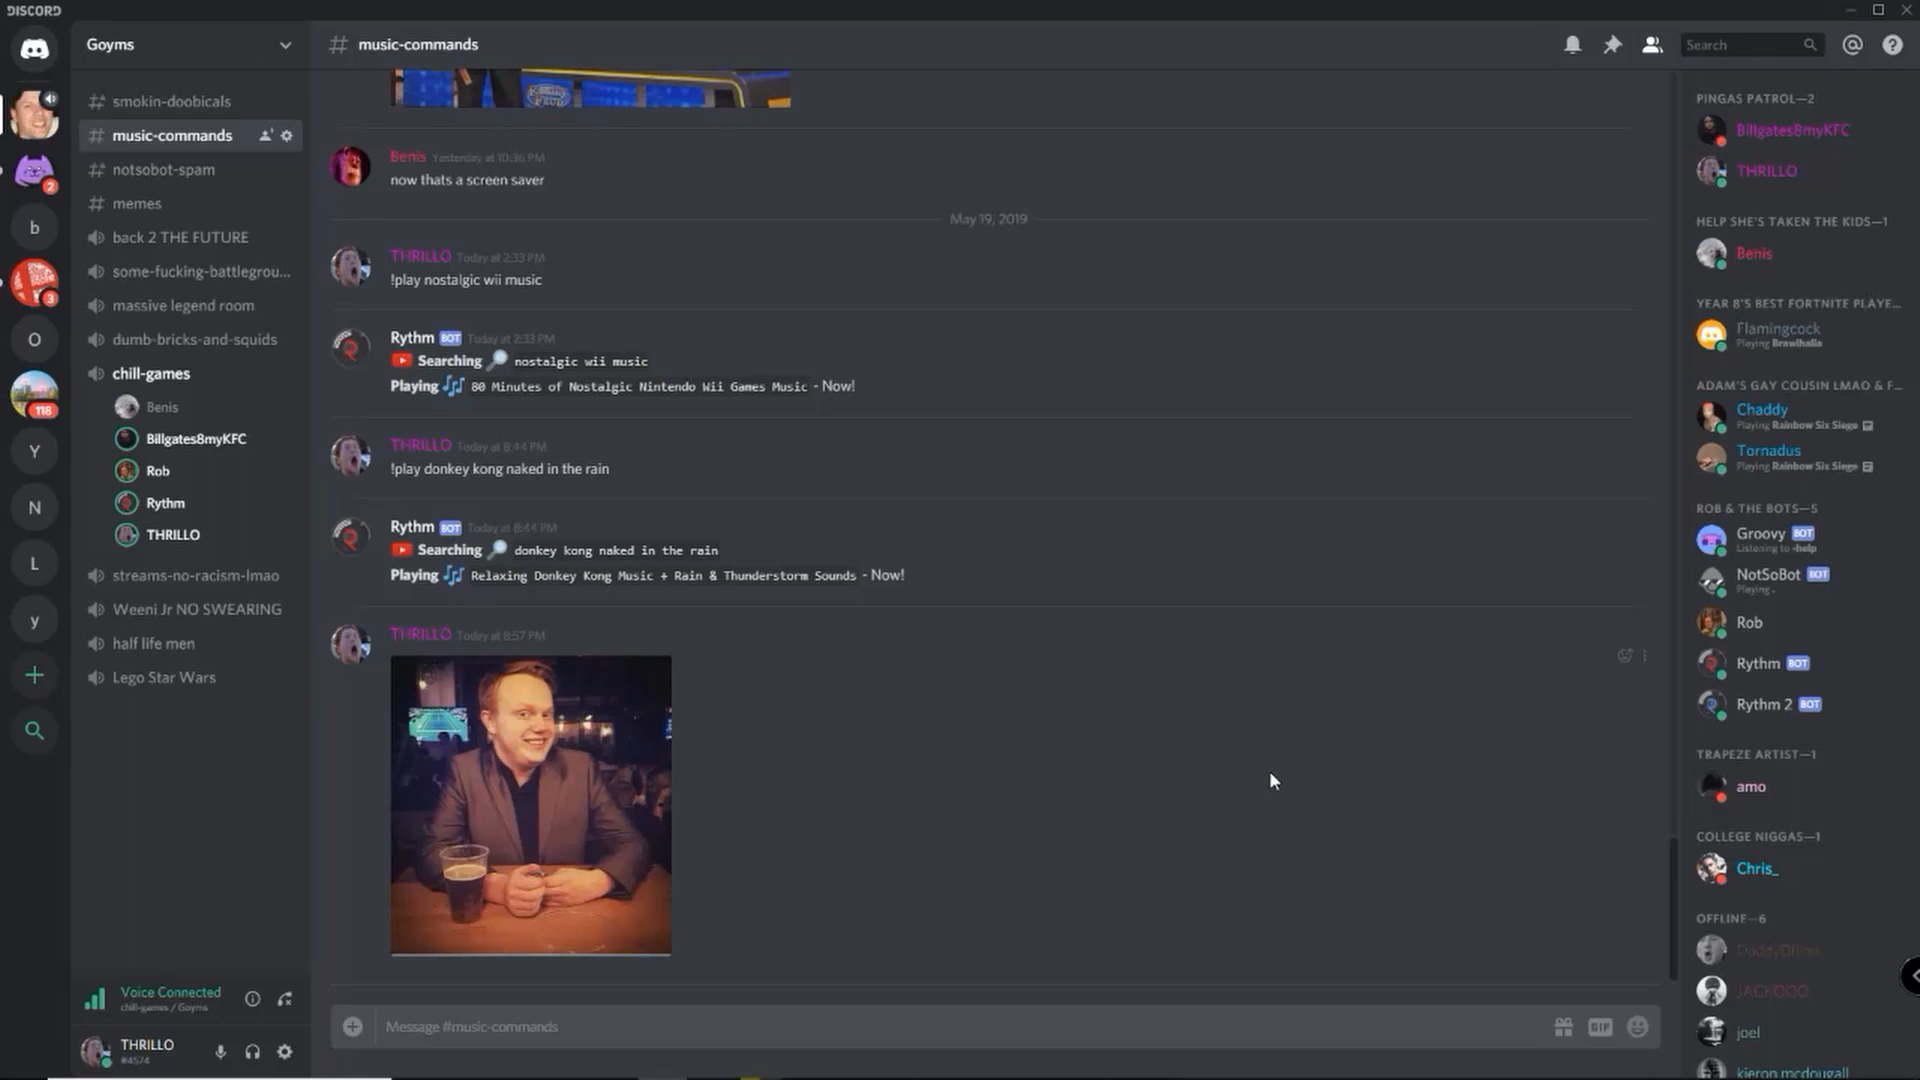 DISCORD
Goyms
smokin-doobicals
music-commands
notsobot-spam
memes
back 2 THE FUTURE
some-fucking-battlegrou...
massive legend room
dumb-bricks-and-squids
chill-games
Benis
Billgates8myKFC
Rob
Rythm
THRILLO
streams-no-racism-lmao
Weeni Jr NO SWEARING
half life men
Lego Star Wars
Voice Connected
chill-games / Goyms
THRILLO
#4574
2
b
3
O
118
Y
N
L
y
# music-commands
Search
FAMILY FEUD
Benis Yesterday at 10:36 PM
now thats a screen saver
May 19, 2019
THRILLO Today at 2:33 PM
!play nostalgic wii music
Rythm BOT Today at 2:33 PM
Searching nostalgic wii music
Playing 80 Minutes of Nostalgic Nintendo Wii Games Music - Now!
THRILLO Today at 8:44 PM
!play donkey kong naked in the rain
Rythm BOT Today at 8:44 PM
Searching donkey kong naked in the rain
Playing Relaxing Donkey Kong Music + Rain & Thunderstorm Sounds - Now!
THRILLO Today at 8:57 PM
Message #music-commands
GIF
PINGAS PATROL—2
Billgates8myKFC
THRILLO
HELP SHE'S TAKEN THE KIDS—1
Benis
YEAR 8'S BEST FORTNITE PLAYE...
Flamingcock
Playing Brawlhalla
ADAM'S GAY COUSIN LMAO & F...
Chaddy
Playing Rainbow Six Siege
Tornadus
Playing Rainbow Six Siege
ROB & THE BOTS—5
Groovy BOT
Listening to -help
NotSoBot BOT
Playing .
Rob
Rythm BOT
Rythm 2 BOT
TRAPEZE ARTIST—1
amo
COLLEGE NIGGAS—1
Chris_
OFFLINE—6
JACKOOO
joel
kieron mcdougall